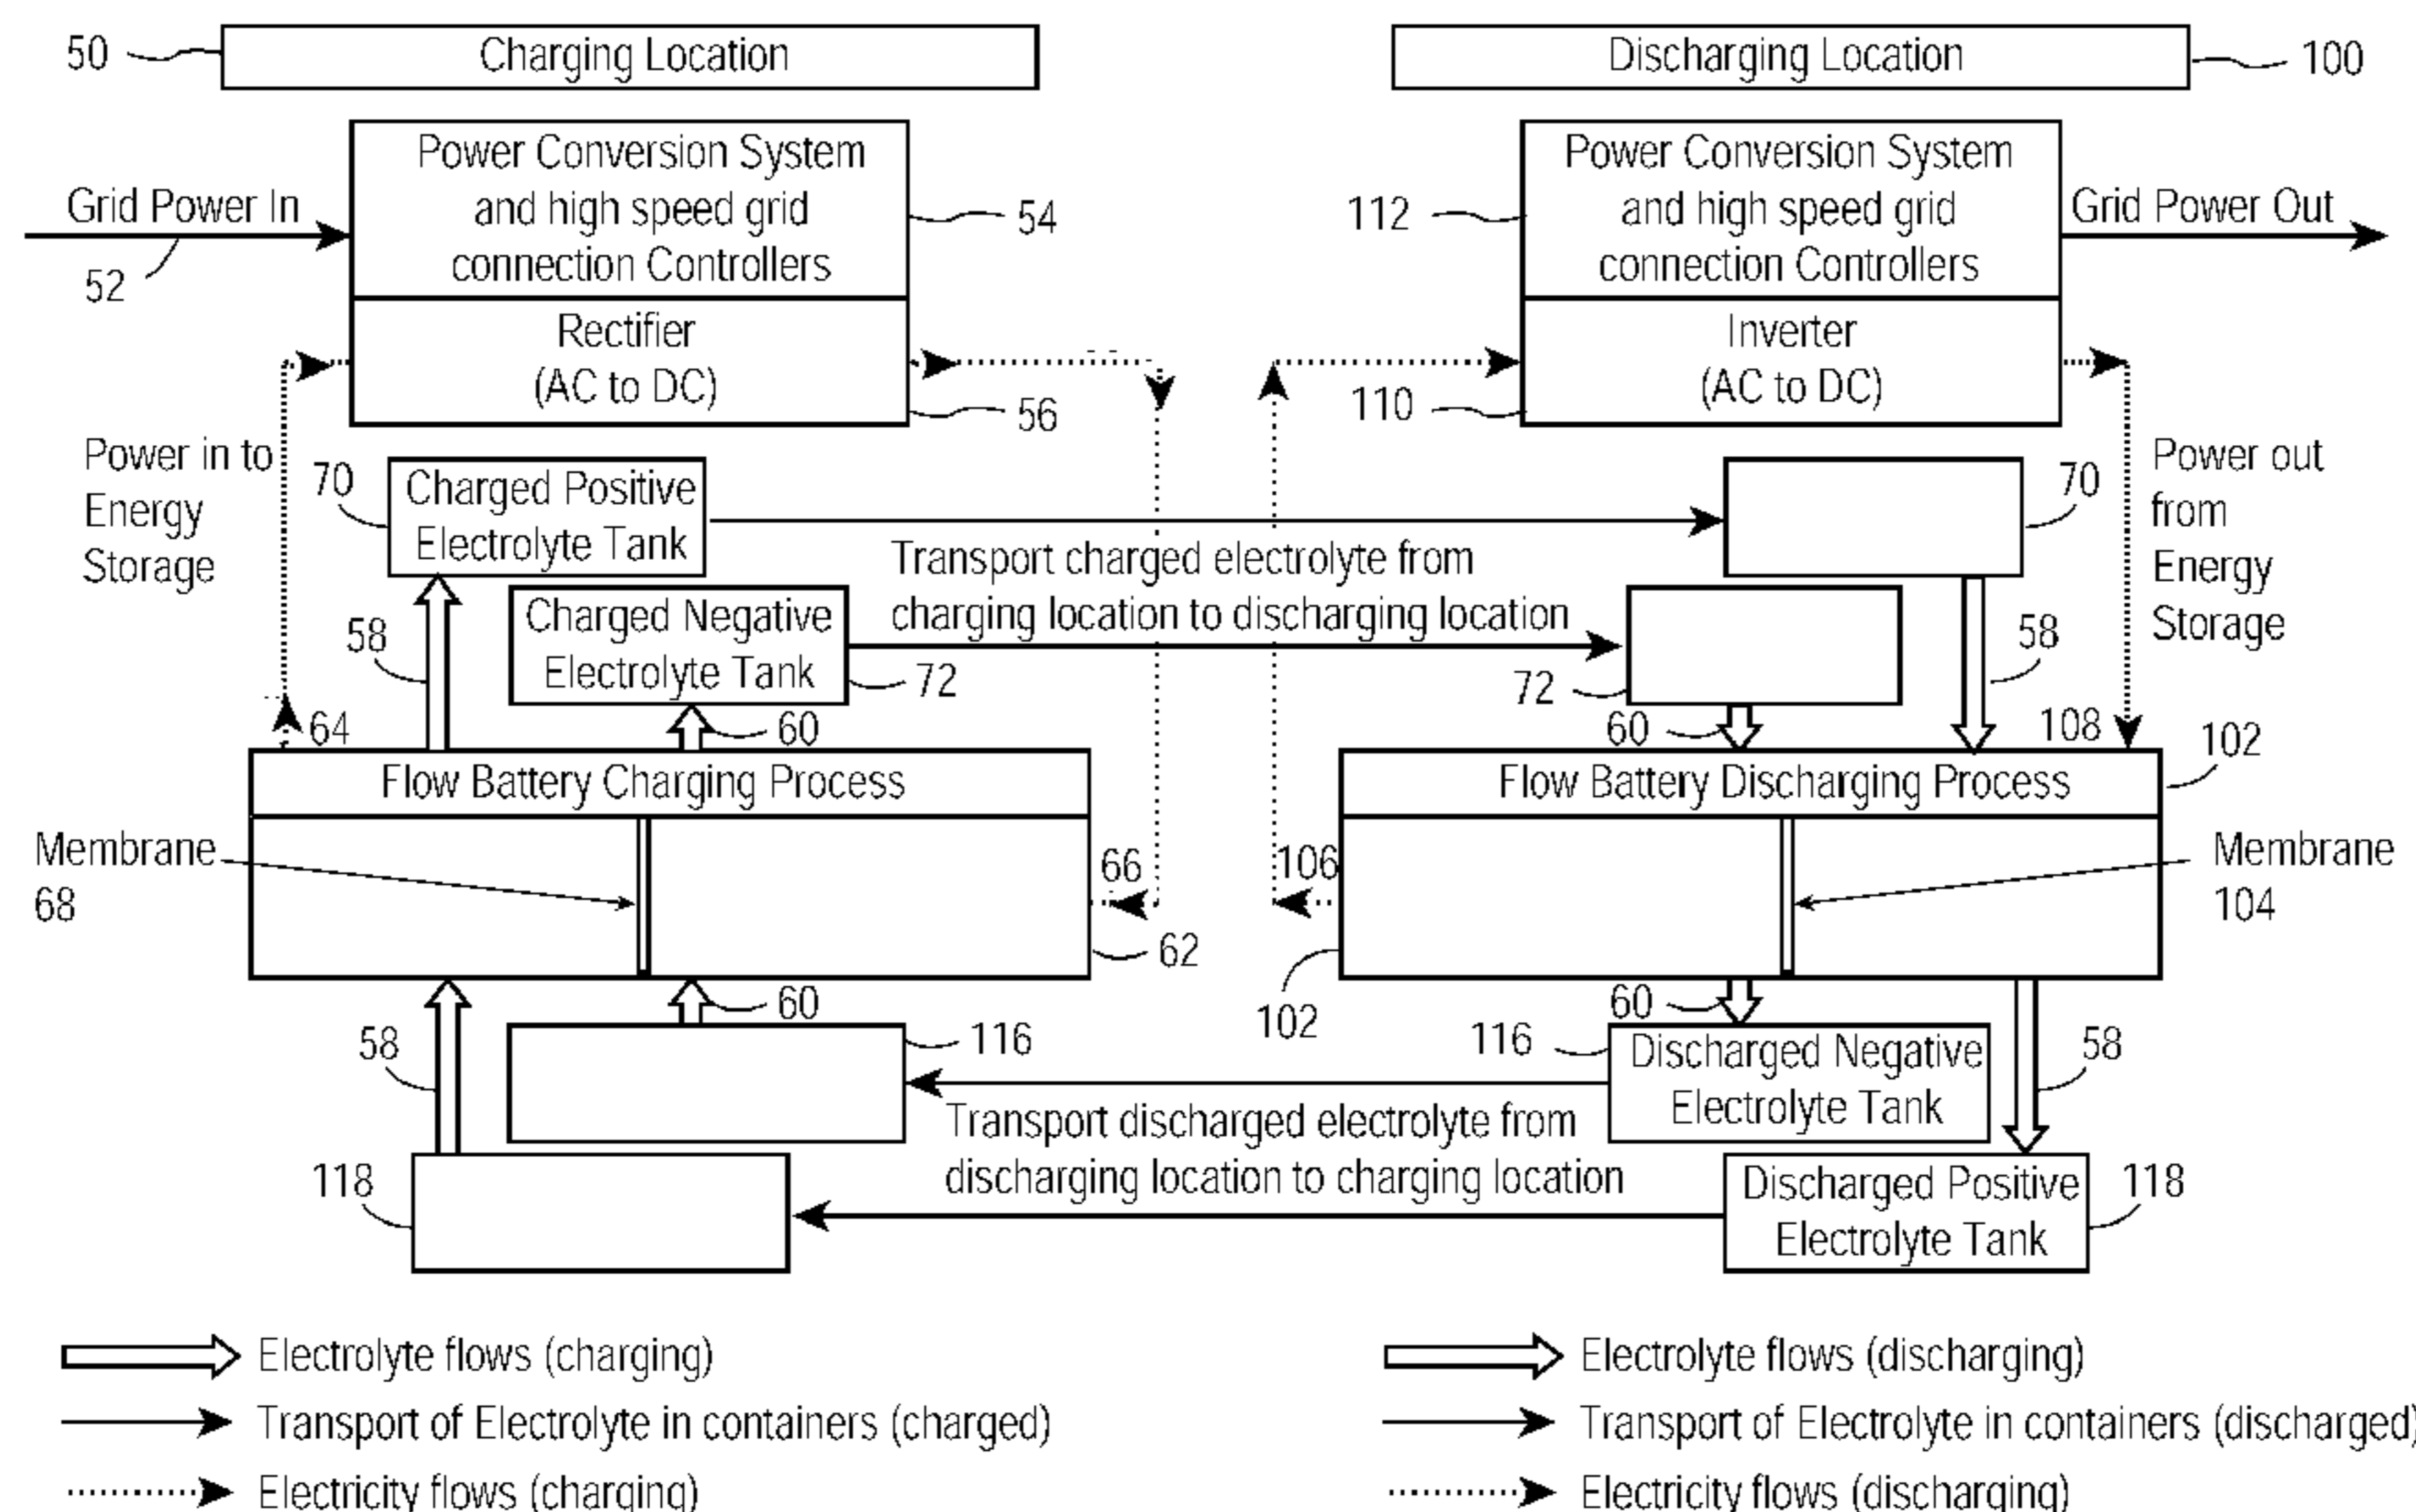 50
Charging Location
Discharging Location
100
Power Conversion System
and high speed grid
connection Controllers
54
Grid Power In
52
Rectifier
(AC to DC)
56
112
Power Conversion System
and high speed grid
connection Controllers
Grid Power Out
110
Inverter
(AC to DC)
Power in to
Energy
Storage
70
Charged Positive
Electrolyte Tank
70
Power out
from
Energy
Storage
Transport charged electrolyte from
charging location to discharging location
58
Charged Negative
Electrolyte Tank
72
72
58
64
60
60
108
102
Flow Battery Charging Process
Flow Battery Discharging Process
Membrane
68
66
62
106
102
Membrane
104
60
60
58
116
116
Discharged Negative
Electrolyte Tank
58
Transport discharged electrolyte from
discharging location to charging location
118
Discharged Positive
Electrolyte Tank
118
Electrolyte flows (charging)
Transport of Electrolyte in containers (charged)
Electricity flows (charging)
Electrolyte flows (discharging)
Transport of Electrolyte in containers (discharged)
Electricity flows (discharging)